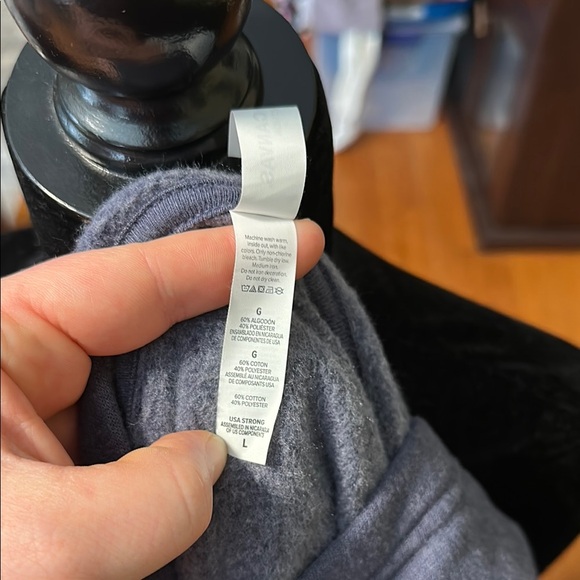 Machine wash warm,
inside out, with like
colors. Only non-chlorine
bleach. Tumble dry low.
Medium iron.
Do not iron decoration.
Do not dry clean.
G
60% ALGODÓN
40% POLIÉSTER
ENSAMBLADO EN NICARAGUA
DE COMPONENTES DE USA
G
60% COTON
40% POLYESTER
ASSEMBLÉ AU NICARAGUA
DE COMPOSANTS USA
60% COTTON
40% POLYESTER
USA STRONG
ASSEMBLED IN NICARAGUA
OF US COMPONENTS
L